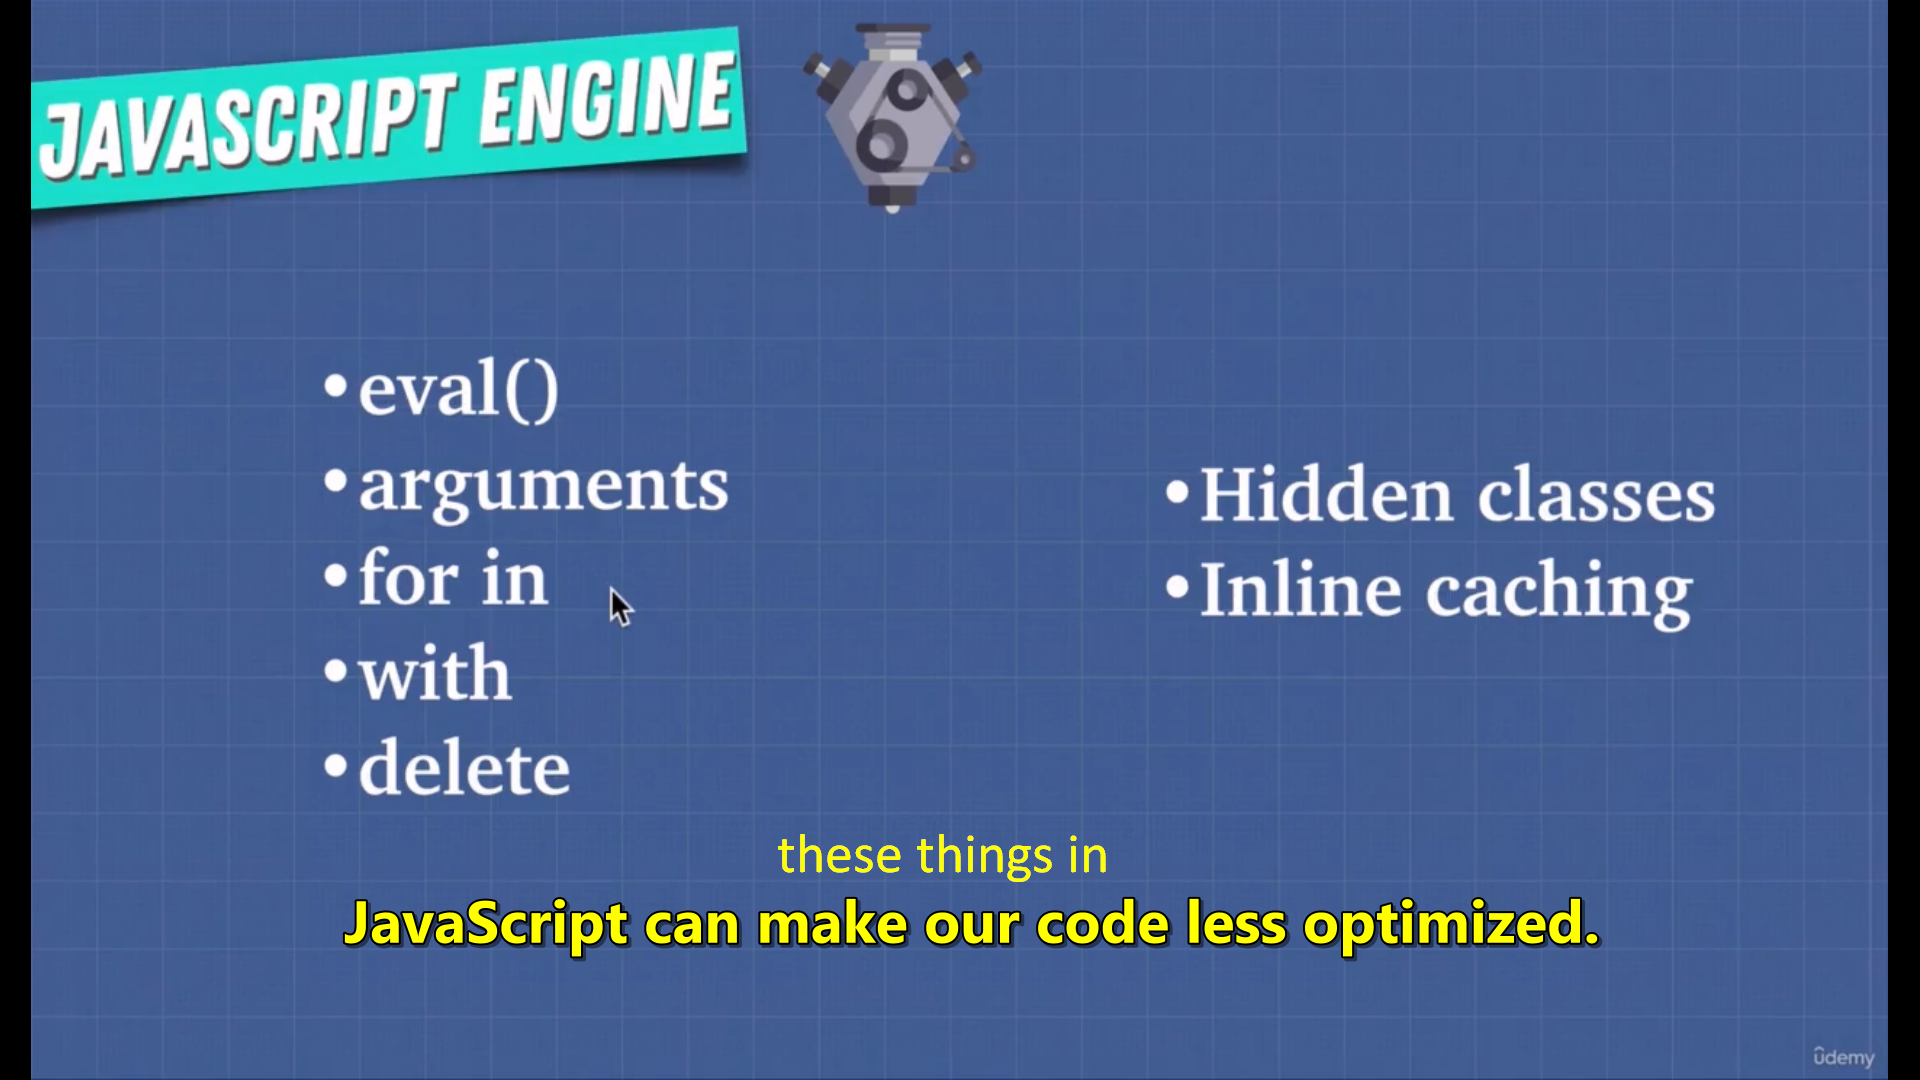 JAVASCRIPT ENGINE
•eval()
•arguments
•for in
•with
•delete
•Hidden classes
•Inline caching
these things in
JavaScript can make our code less optimized.
ûdemy